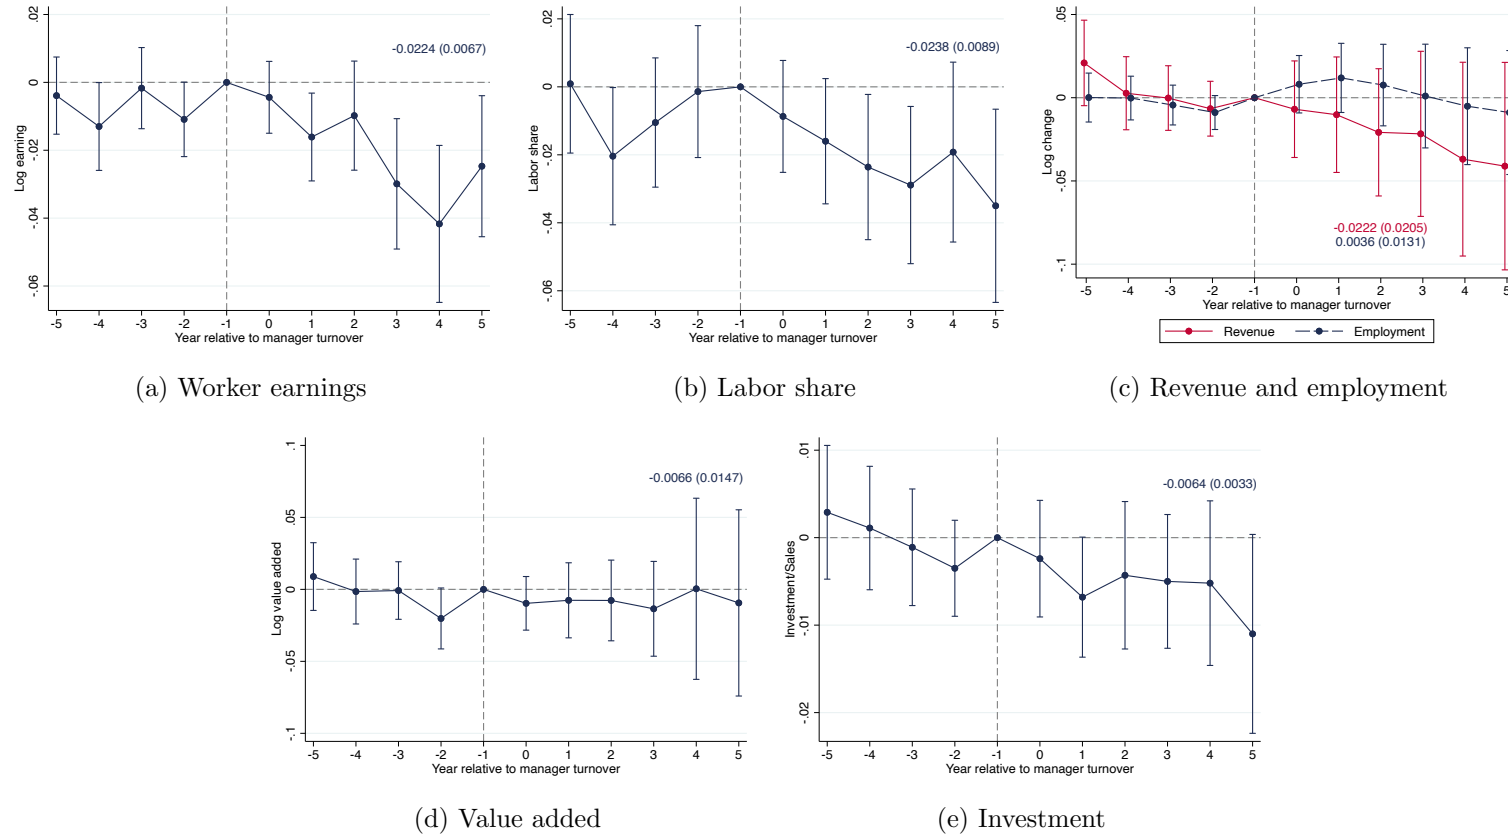 Log earning
.02
0
-.02
-.04
-.06
-0.0224 (0.0067)
-5 -4 -3 -2 -1 0 1 2 3 4 5
Year relative to manager turnover
(a) Worker earnings
Labor share
.02
0
-.02
-.04
-.06
-0.0238 (0.0089)
-5 -4 -3 -2 -1 0 1 2 3 4 5
Year relative to manager turnover
(b) Labor share
Log change
.05
0
-.05
-.1
-0.0222 (0.0205)
0.0036 (0.0131)
-5 -4 -3 -2 -1 0 1 2 3 4 5
Year relative to manager turnover
Revenue Employment
(c) Revenue and employment
Log value added
.1
.05
0
-.05
-.1
-0.0066 (0.0147)
-5 -4 -3 -2 -1 0 1 2 3 4 5
Year relative to manager turnover
(d) Value added
Investment/Sales
.01
0
-.01
-.02
-0.0064 (0.0033)
-5 -4 -3 -2 -1 0 1 2 3 4 5
Year relative to manager turnover
(e) Investment